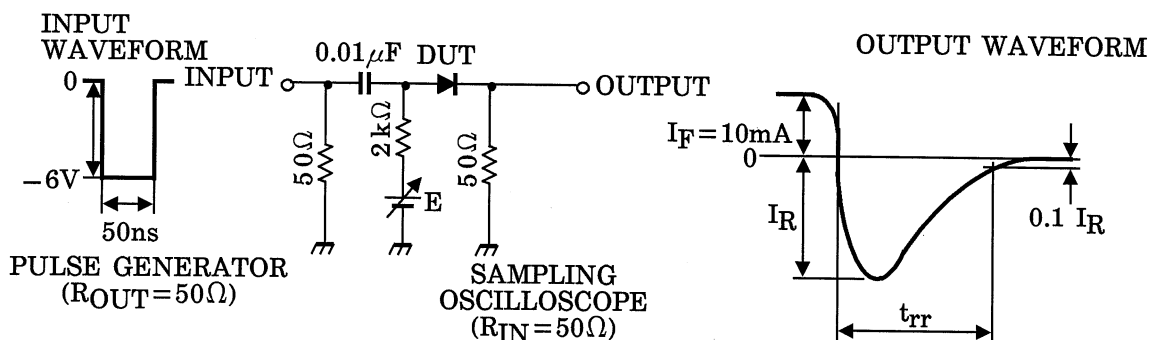 INPUT
WAVEFORM
0
−6V
50ns
PULSE GENERATOR
(ROUT=50Ω)
INPUT
0.01μF
DUT
OUTPUT
50Ω
2kΩ
50Ω
E
SAMPLING
OSCILLOSCOPE
(RIN=50Ω)
OUTPUT WAVEFORM
IF=10mA
0
IR
0.1 IR
trr